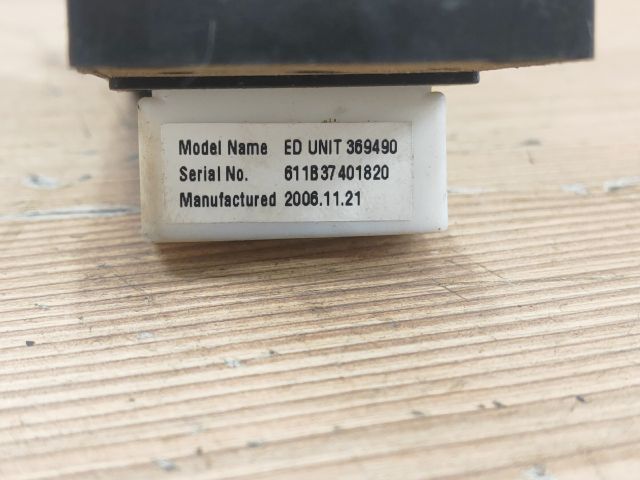 Model Name ED UNIT 369490
Serial No. 611B37401820
Manufactured 2006.11.21